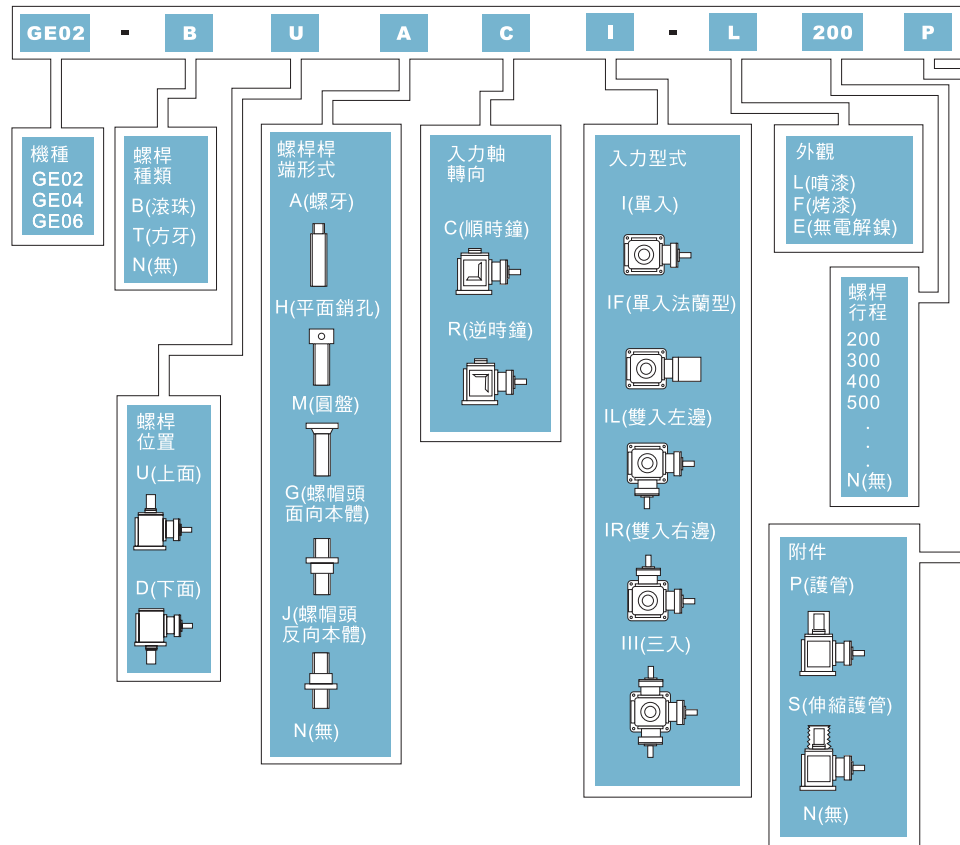 GE02 - B U A C I - L 200 P
機種
GE02
GE04
GE06
螺桿
種類
B(滾珠)
T(方牙)
N(無)
螺桿
位置
U(上面)
D(下面)
螺桿桿
端形式
A(螺牙)
H(平面銷孔)
M(圓盤)
G(螺帽頭
面向本體)
J(螺帽頭
反向本體)
N(無)
入力軸
轉向
C(順時鐘)
R(逆時鐘)
入力型式
I(單入)
IF(單入法蘭型)
IL(雙入左邊)
IR(雙入右邊)
III(三入)
外觀
L(噴漆)
F(烤漆)
E(無電解鎳)
螺桿
行程
200
300
400
500
.
.
.
N(無)
附件
P(護管)
S(伸縮護管)
N(無)